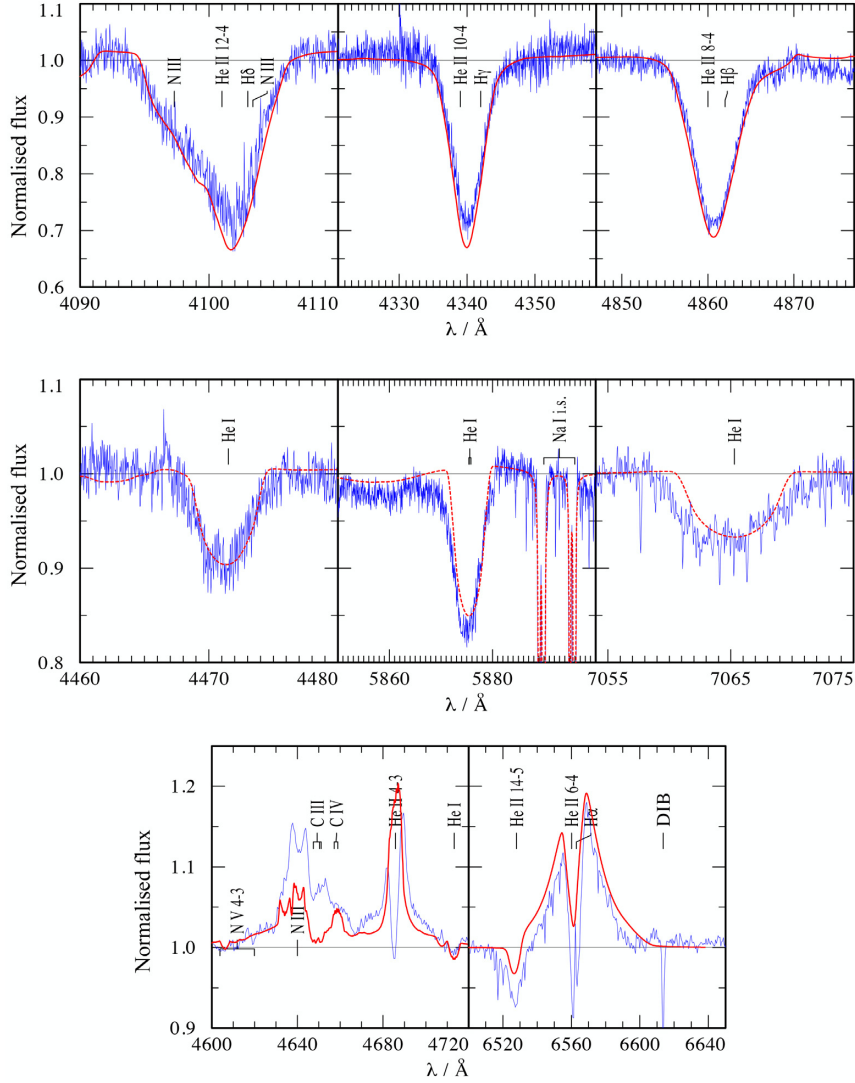 Normalised flux
1.1
1.0
0.9
0.8
0.7
0.6
N III
He II 12-4
Hδ
N III
He II 10-4
Hγ
He II 8-4
Hβ
4090 4100 4110 4330 4340 4350 4850 4860 4870
λ / Å
λ / Å
λ / Å
Normalised flux
1.1
1.0
0.9
0.8
He I
He I
Na I i.s.
He I
4460 4470 4480 5860 5880 7055 7065 7075
λ / Å
λ / Å
Normalised flux
1.2
1.1
1.0
0.9
N V 4-3
N III
C III
C IV
He II 4-3
He I
He II 14-5
He II 6-4
Hα
DIB
4600 4640 4680 4720 6520 6560 6600 6640
λ / Å
λ / Å